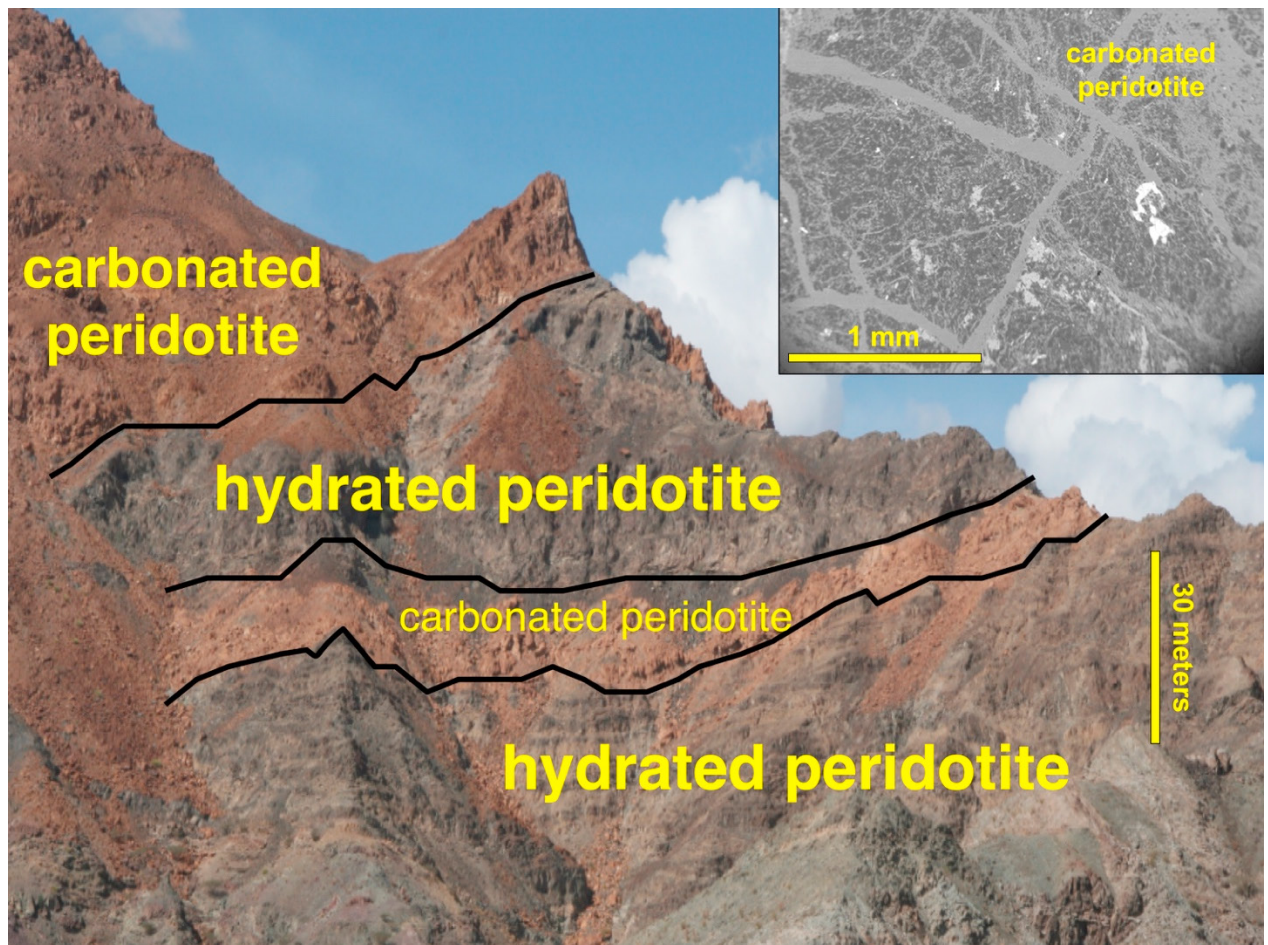 carbonated
peridotite
1 mm
carbonated
peridotite
hydrated peridotite
carbonated peridotite
30 meters
hydrated peridotite